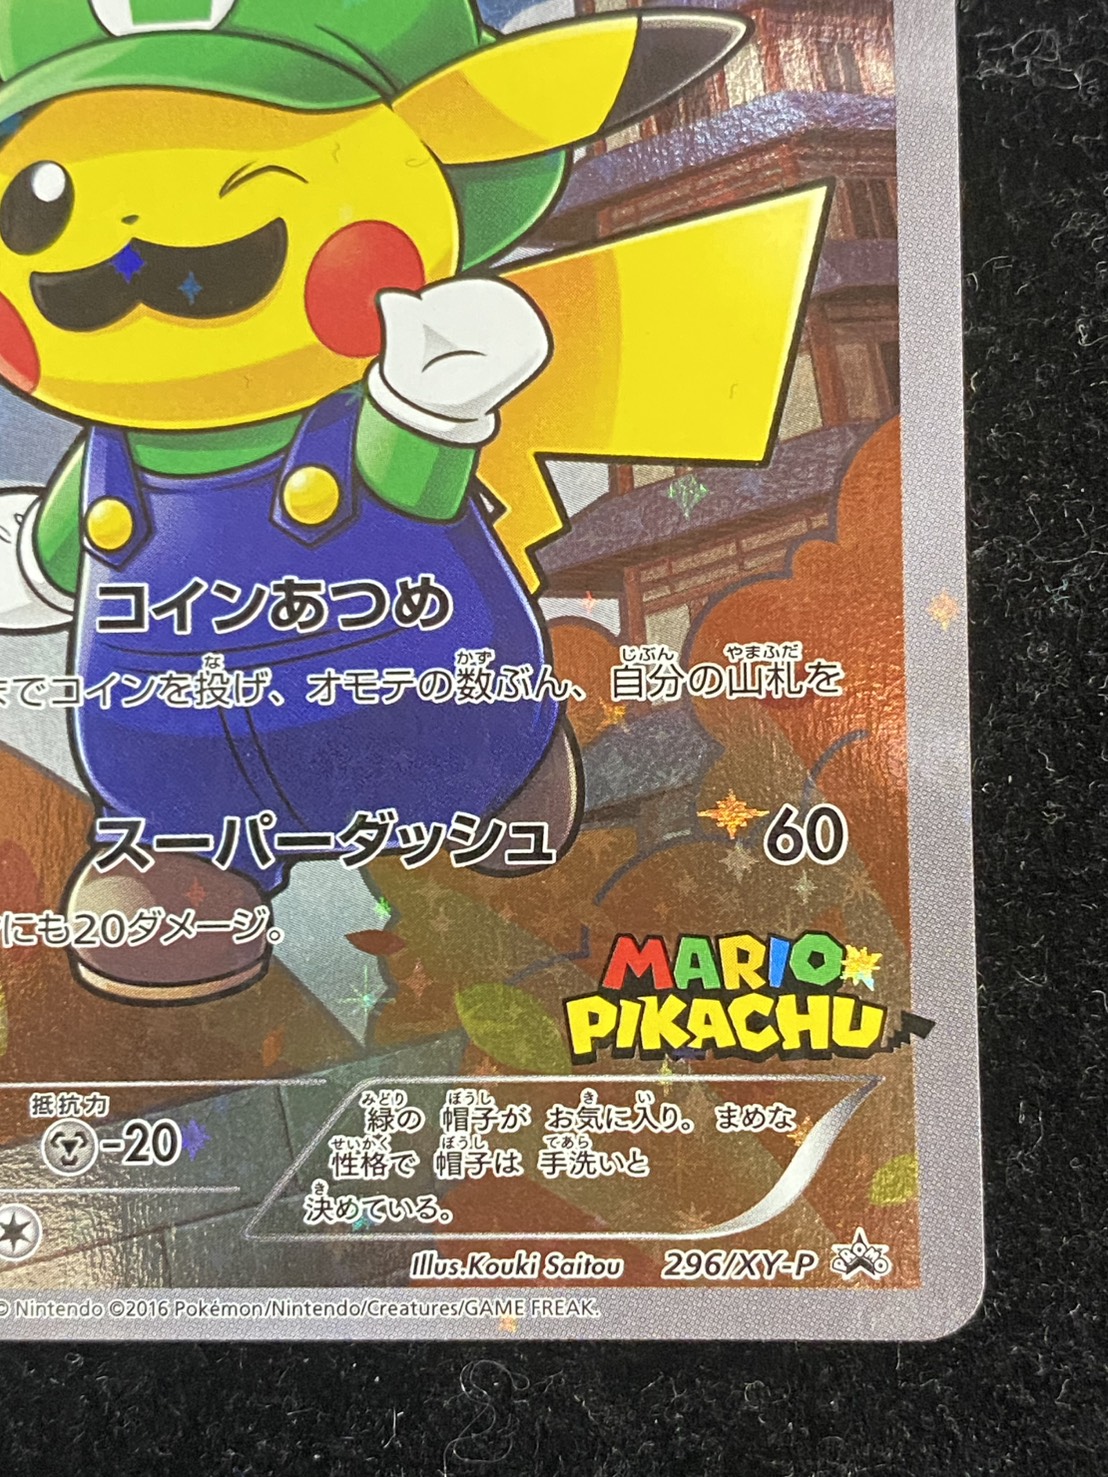 コインあつめ
までコインを投げ、オモテの数ぶん、自分の山札を
スーパーダッシュ 60
にも20ダメージ。
MARIO
PIKACHU
抵抗力
-20
緑の 帽子が お気に入り。 まめな
性格で 帽子は 手洗いと
決めている。
Illus.Kouki Saitou 296/XY-P PROMO
© Nintendo ©2016 Pokémon/Nintendo/Creatures/GAME FREAK.